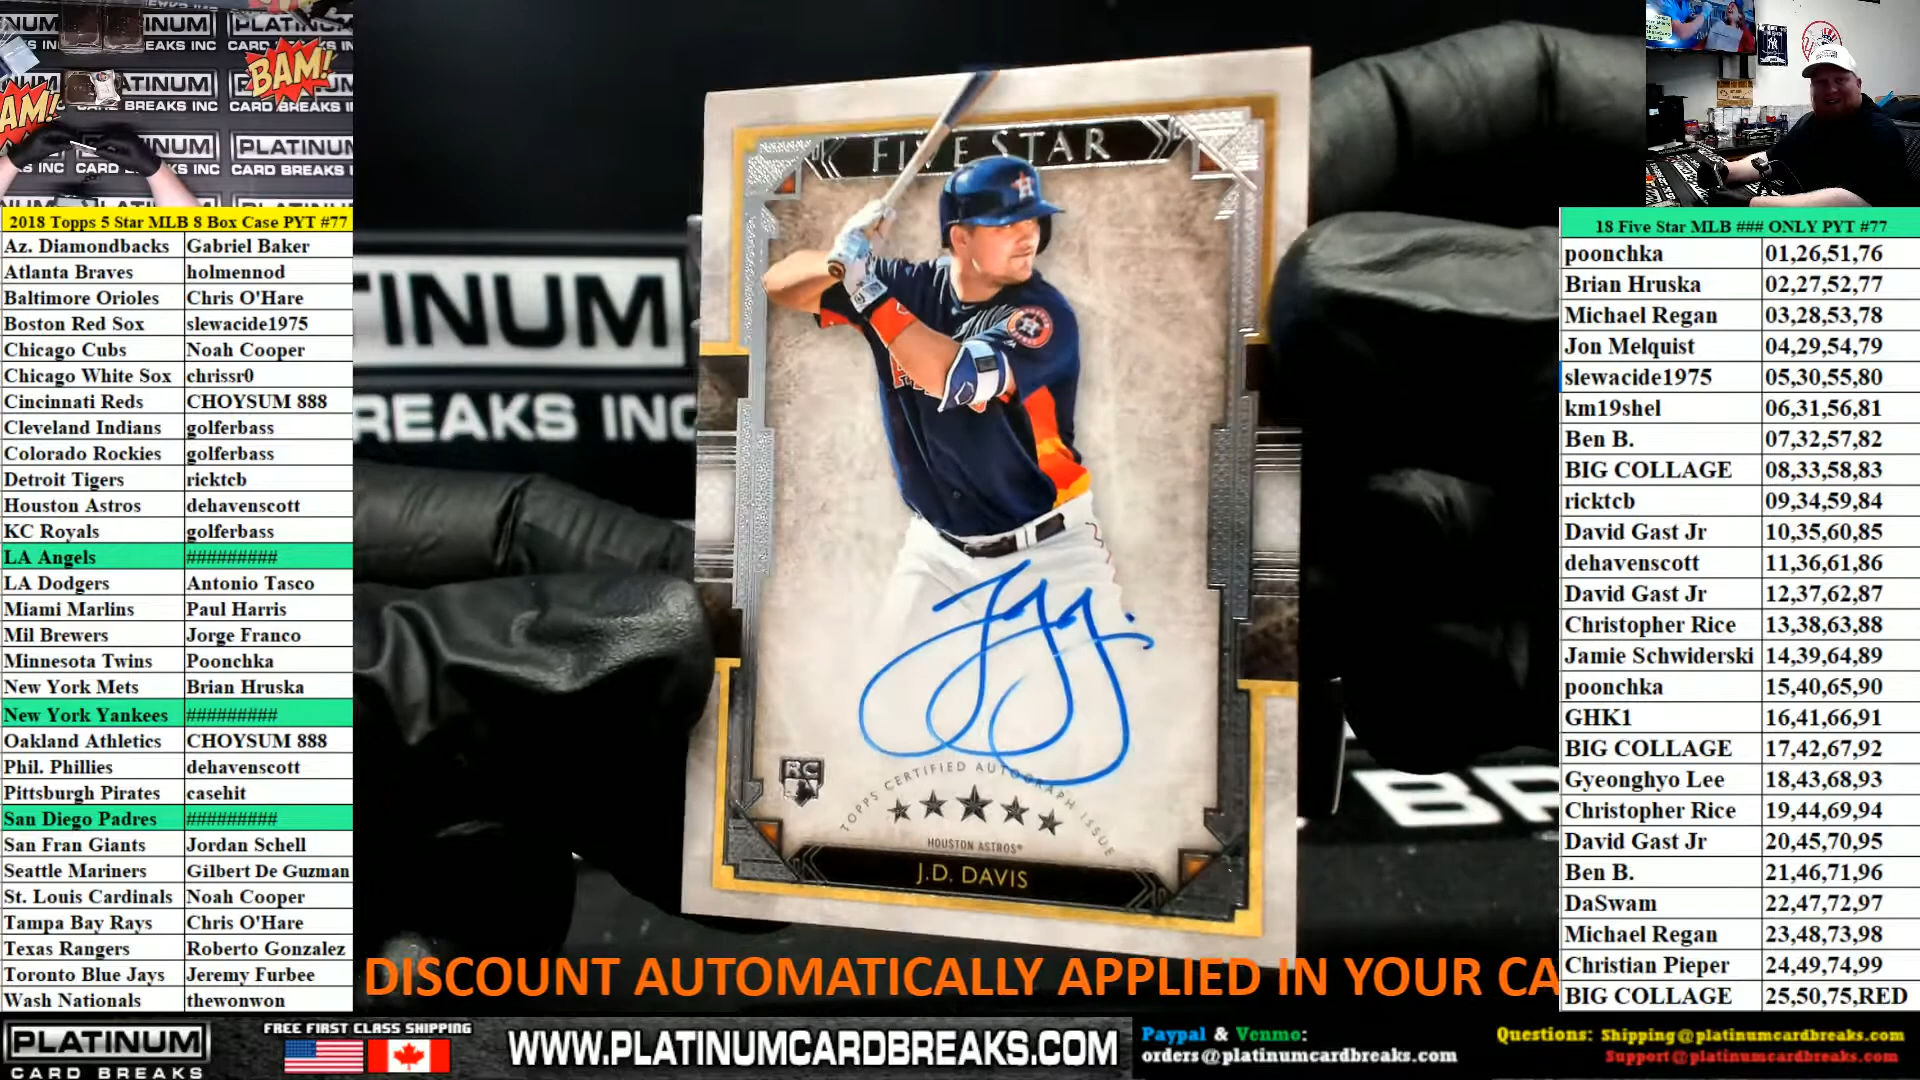 2018 Topps 5 Star MLB 8 Box Case PYT #77
Az. Diamondbacks Gabriel Baker
Atlanta Braves holmennod
Baltimore Orioles Chris O'Hare
Boston Red Sox slewacide1975
Chicago Cubs Noah Cooper
Chicago White Sox chrissr0
Cincinnati Reds CHOYSUM 888
Cleveland Indians golferbass
Colorado Rockies golferbass
Detroit Tigers ricktcb
Houston Astros dehavenscott
KC Royals golferbass
LA Angels #########
LA Dodgers Antonio Tasco
Miami Marlins Paul Harris
Mil Brewers Jorge Franco
Minnesota Twins Poonchka
New York Mets Brian Hruska
New York Yankees #########
Oakland Athletics CHOYSUM 888
Phil. Phillies dehavenscott
Pittsburgh Pirates casehit
San Diego Padres #########
San Fran Giants Jordan Schell
Seattle Mariners Gilbert De Guzman
St. Louis Cardinals Noah Cooper
Tampa Bay Rays Chris O'Hare
Texas Rangers Roberto Gonzalez
Toronto Blue Jays Jeremy Furbee
Wash Nationals thewonwon
BAM!
PLATINUM
CARD BREAKS INC
TINUM
REAKS INC
FIVE STAR
RC
TOPPS CERTIFIED AUTOGRAPH ISSUE
HOUSTON ASTROS®
J.D. DAVIS
18 Five Star MLB ### ONLY PYT #77
poonchka 01,26,51,76
Brian Hruska 02,27,52,77
Michael Regan 03,28,53,78
Jon Melquist 04,29,54,79
slewacide1975 05,30,55,80
km19shel 06,31,56,81
Ben B. 07,32,57,82
BIG COLLAGE 08,33,58,83
ricktcb 09,34,59,84
David Gast Jr 10,35,60,85
dehavenscott 11,36,61,86
David Gast Jr 12,37,62,87
Christopher Rice 13,38,63,88
Jamie Schwiderski 14,39,64,89
poonchka 15,40,65,90
GHK1 16,41,66,91
BIG COLLAGE 17,42,67,92
Gyeonghyo Lee 18,43,68,93
Christopher Rice 19,44,69,94
David Gast Jr 20,45,70,95
Ben B. 21,46,71,96
DaSwam 22,47,72,97
Michael Regan 23,48,73,98
Christian Pieper 24,49,74,99
BIG COLLAGE 25,50,75,RED
DISCOUNT AUTOMATICALLY APPLIED IN YOUR CA
PLATINUM
CARD BREAKS
FREE FIRST CLASS SHIPPING
WWW.PLATINUMCARDBREAKS.COM
Paypal & Venmo:
orders@platinumcardbreaks.com
Questions: Shipping@platinumcardbreaks.com
Support@platinumcardbreaks.com